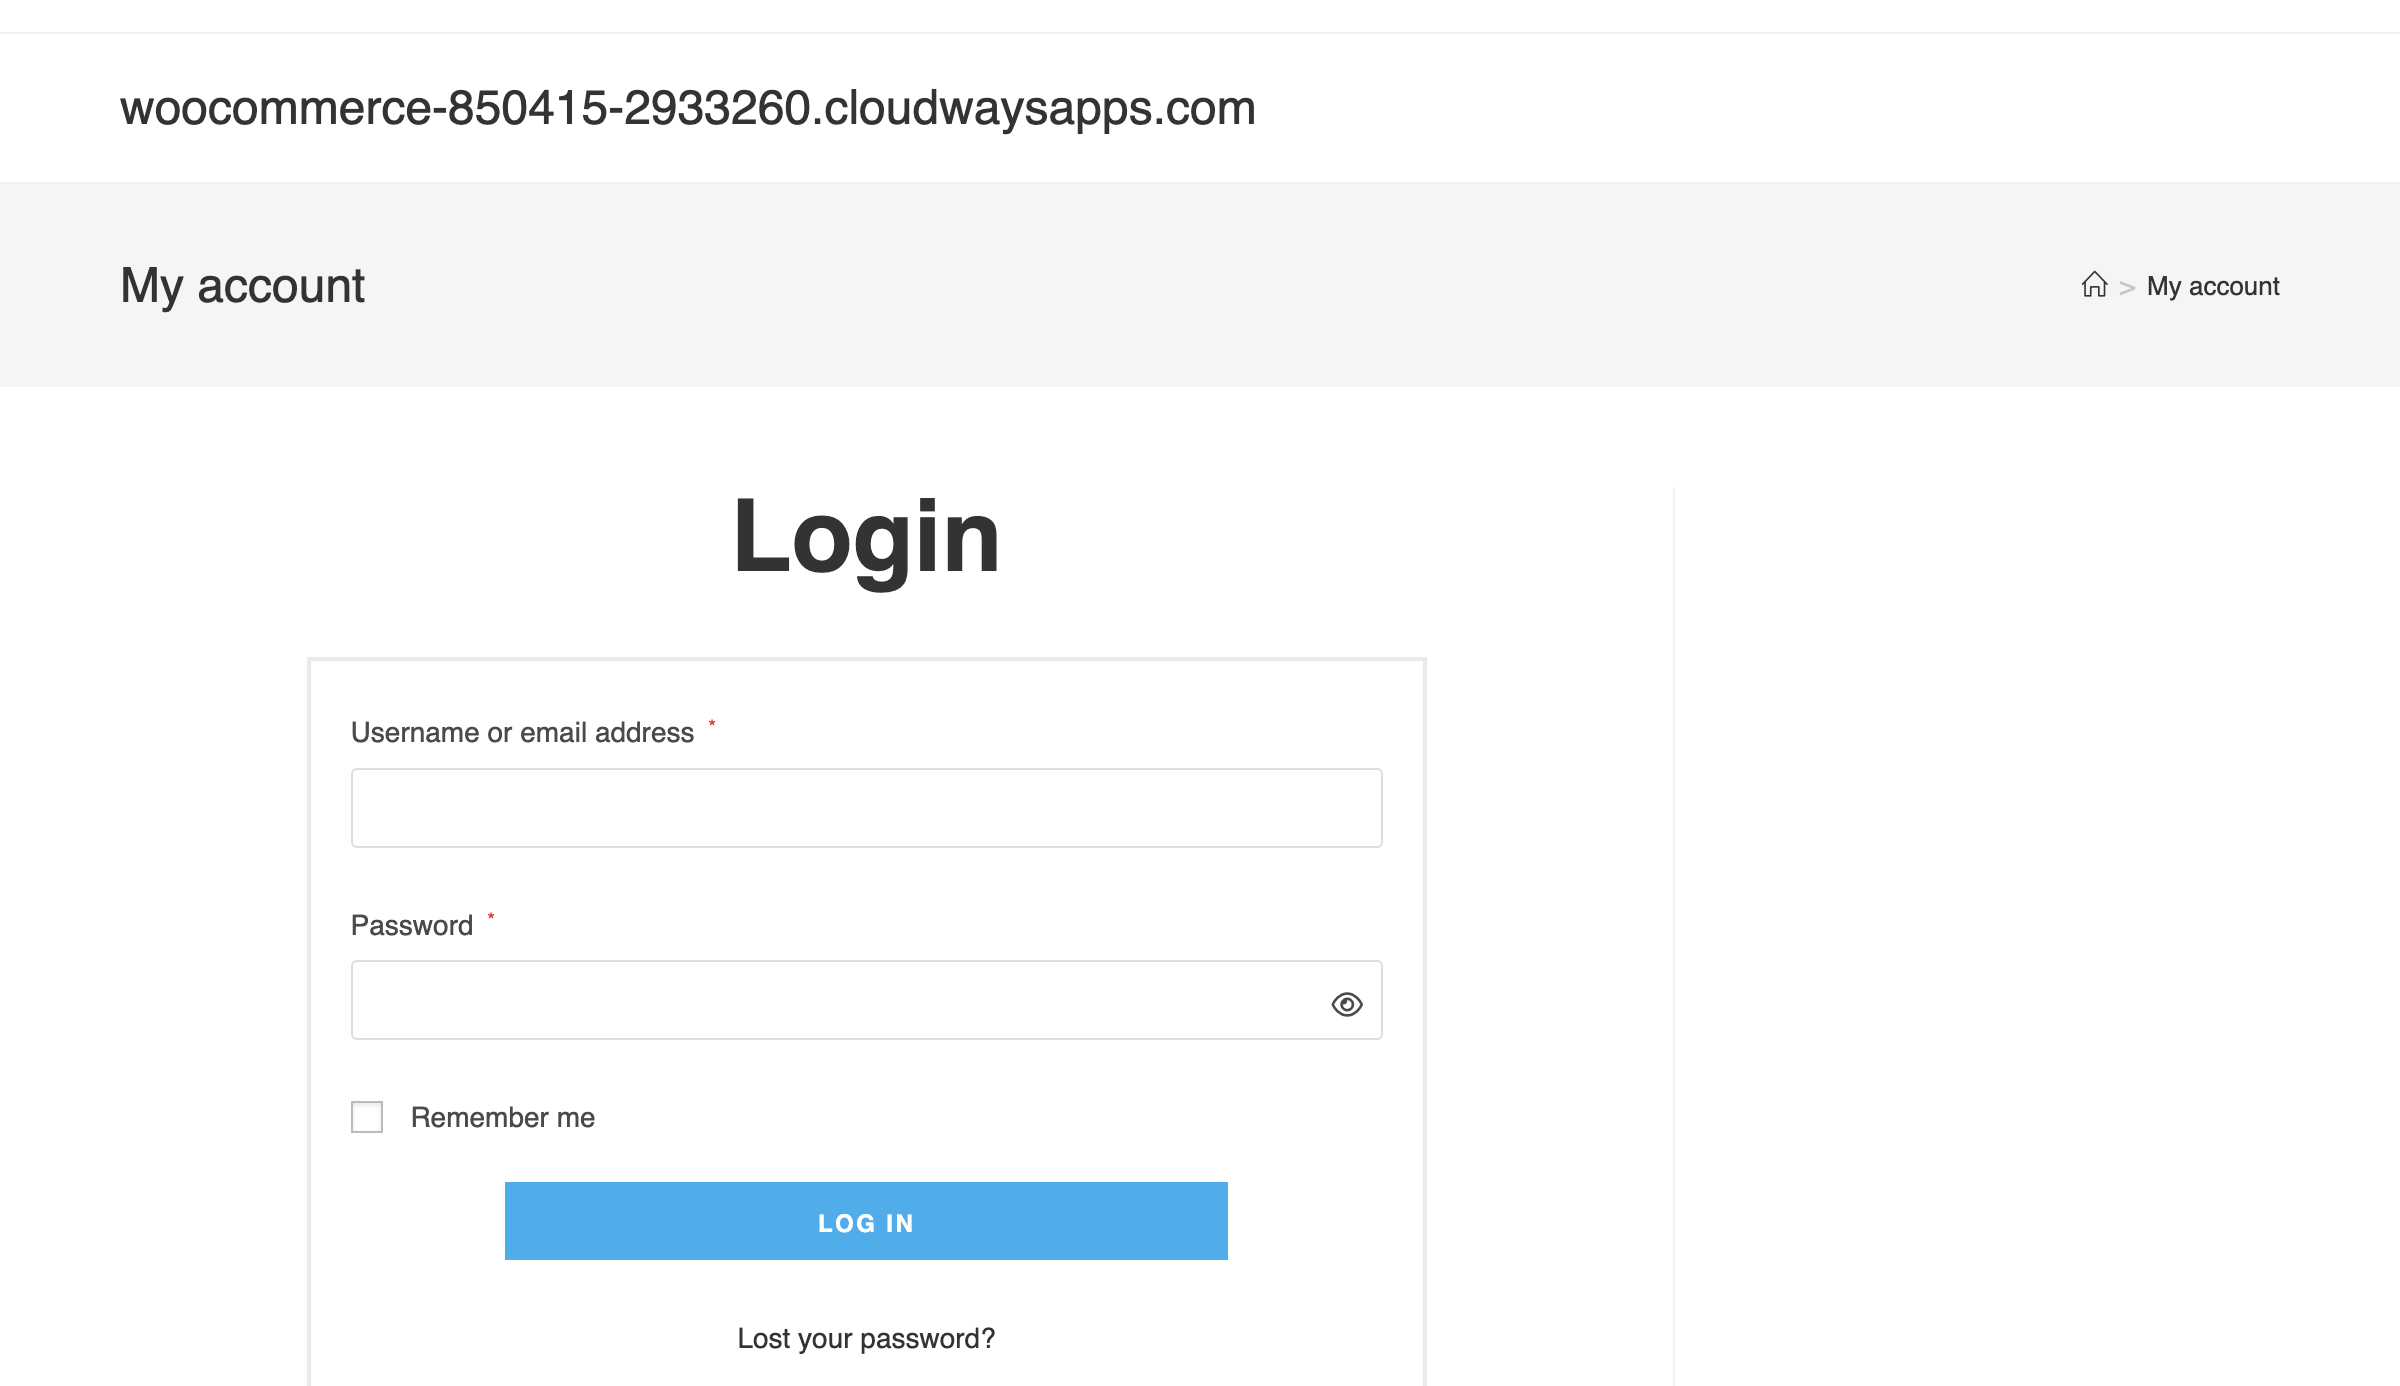 woocommerce-850415-2933260.cloudwaysapps.com
My account
> My account
Login
Username or email address *
Password *
Remember me
LOG IN
Lost your password?